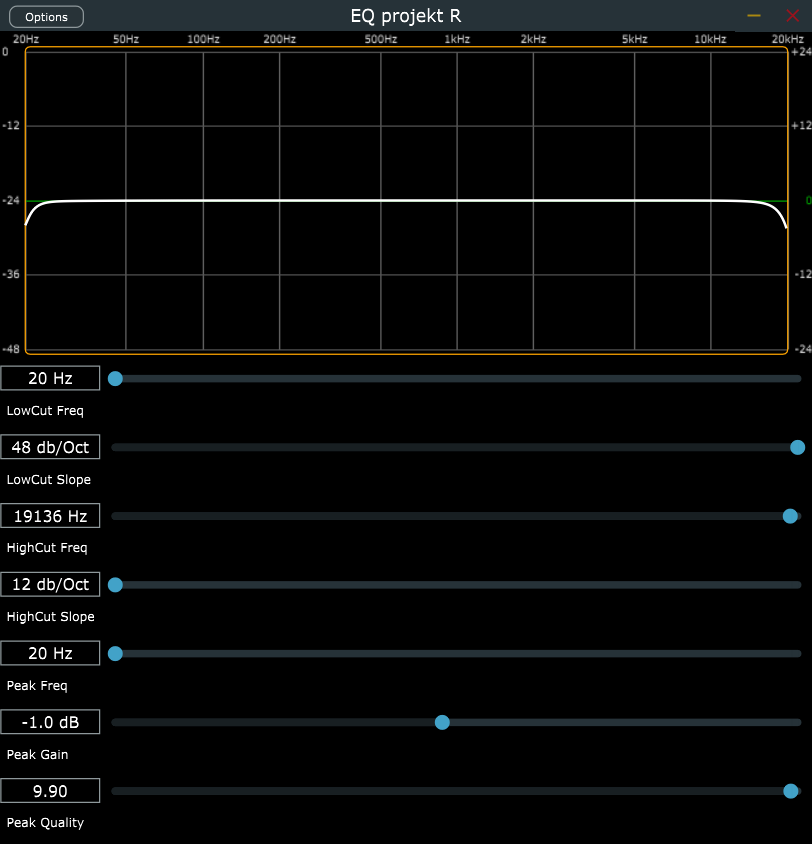 Options
EQ projekt R
20Hz 50Hz 100Hz 200Hz 500Hz 1kHz 2kHz 5kHz 10kHz 20kHz
0 +24
-12 +12
-24 0
-36 -12
-48 -24
20 Hz
LowCut Freq
48 db/Oct
LowCut Slope
19136 Hz
HighCut Freq
12 db/Oct
HighCut Slope
20 Hz
Peak Freq
-1.0 dB
Peak Gain
9.90
Peak Quality